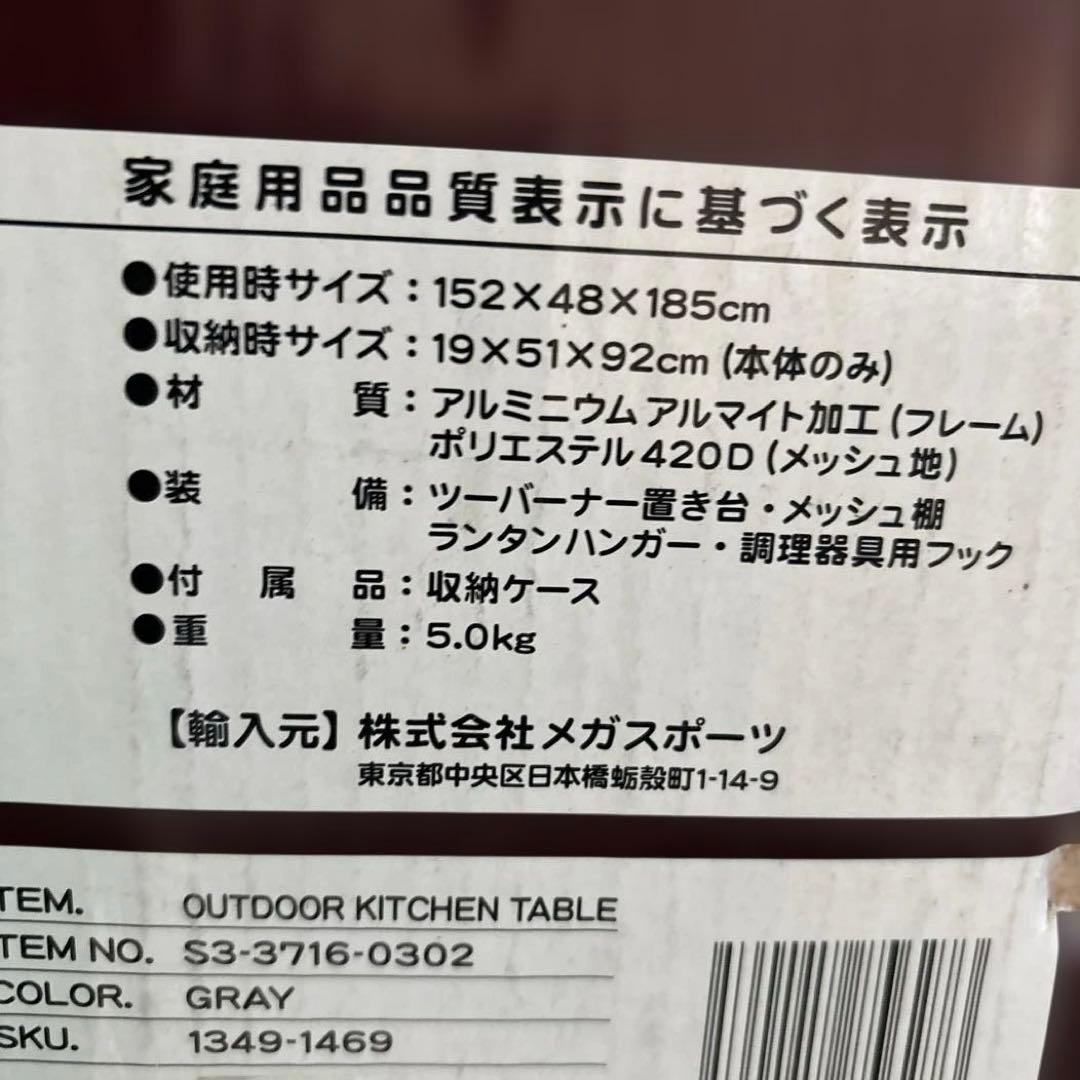 家庭用品品質表示に基づく表示
●使用時サイズ：152×48×185cm
●収納時サイズ：19×51×92cm (本体のみ)
●材　　　質：アルミニウムアルマイト加工 (フレーム)
ポリエステル420D (メッシュ地)
●装　　　備：ツーバーナー置き台・メッシュ棚
ランタンハンガー・調理器具用フック
●付　属　品：収納ケース
●重　　　量：5.0kg
【輸入元】 株式会社メガスポーツ
東京都中央区日本橋蛎殻町1-14-9
TEM. OUTDOOR KITCHEN TABLE
TEM NO. S3-3716-0302
COLOR. GRAY
SKU. 1349-1469